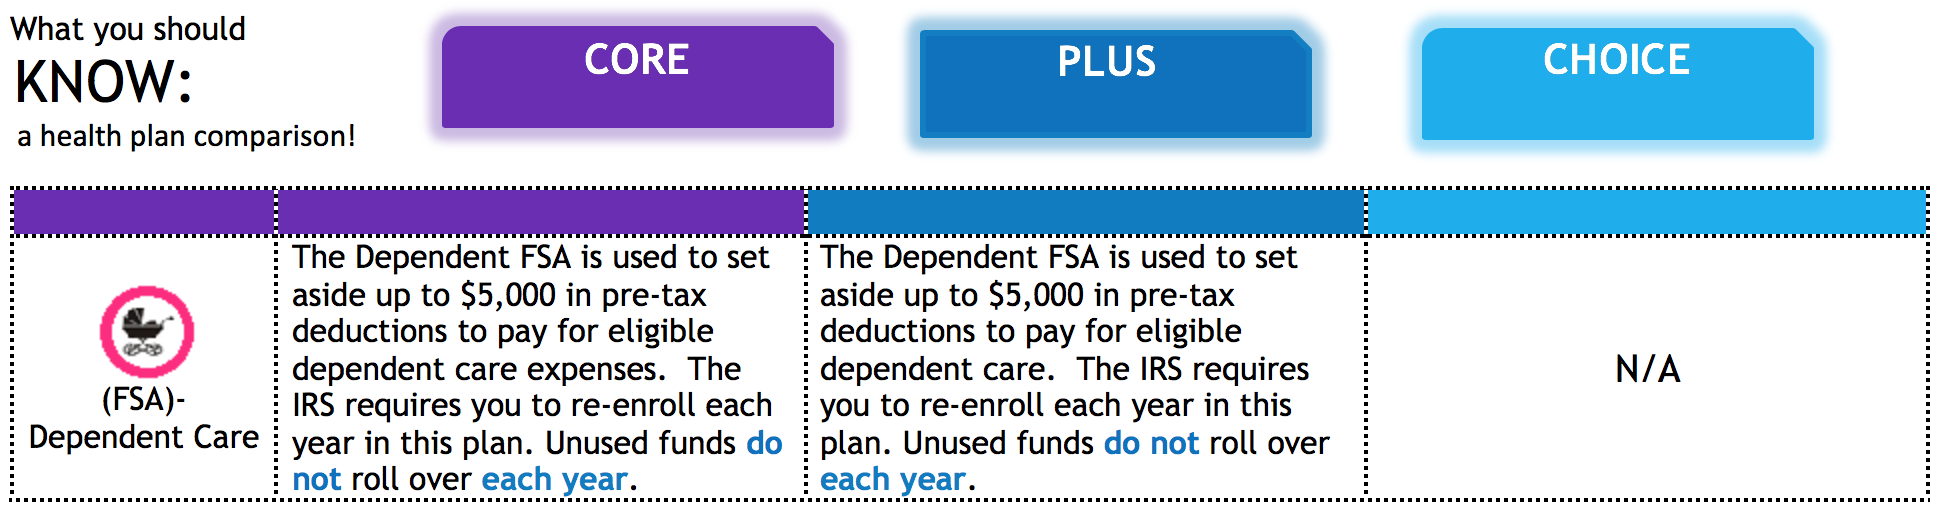 What you should
KNOW:
a health plan comparison!
CORE
PLUS
CHOICE
(FSA)-
Dependent Care
The Dependent FSA is used to set
aside up to $5,000 in pre-tax
deductions to pay for eligible
dependent care expenses.  The
IRS requires you to re-enroll each
year in this plan. Unused funds do
not roll over each year.
The Dependent FSA is used to set
aside up to $5,000 in pre-tax
deductions to pay for eligible
dependent care.  The IRS requires
you to re-enroll each year in this
plan. Unused funds do not roll over
each year.
N/A